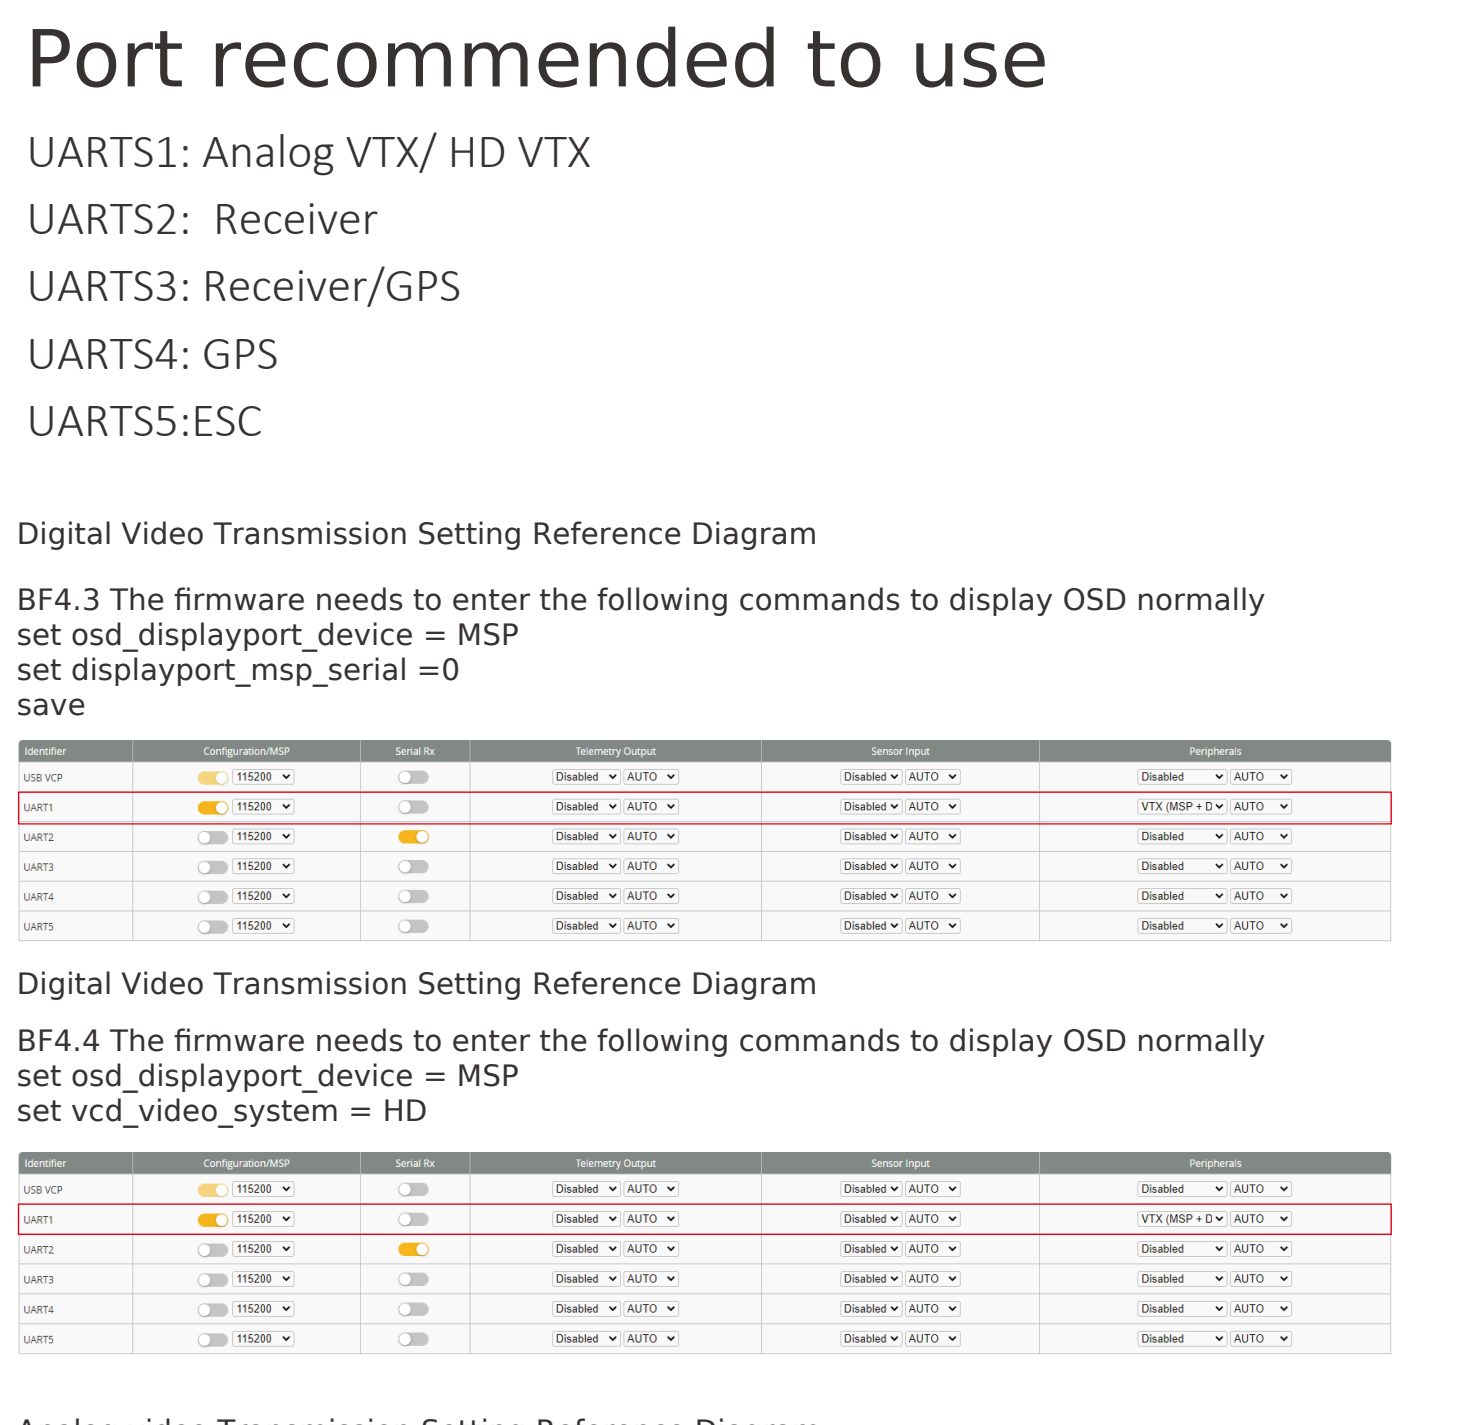 Port recommended to use
UARTS1: Analog VTX/ HD VTX
UARTS2:  Receiver
UARTS3: Receiver/GPS
UARTS4: GPS
UARTS5:ESC
Digital Video Transmission Setting Reference Diagram
BF4.3 The firmware needs to enter the following commands to display OSD normally
set osd_displayport_device = MSP
set displayport_msp_serial =0
save
Identifier Configuration/MSP Serial Rx Telemetry Output Sensor Input Peripherals
USB VCP 115200 Disabled AUTO Disabled AUTO Disabled AUTO
UART1 115200 Disabled AUTO Disabled AUTO VTX (MSP + D AUTO
UART2 115200 Disabled AUTO Disabled AUTO Disabled AUTO
UART3 115200 Disabled AUTO Disabled AUTO Disabled AUTO
UART4 115200 Disabled AUTO Disabled AUTO Disabled AUTO
UART5 115200 Disabled AUTO Disabled AUTO Disabled AUTO
Digital Video Transmission Setting Reference Diagram
BF4.4 The firmware needs to enter the following commands to display OSD normally
set osd_displayport_device = MSP
set vcd_video_system = HD
Identifier Configuration/MSP Serial Rx Telemetry Output Sensor Input Peripherals
USB VCP 115200 Disabled AUTO Disabled AUTO Disabled AUTO
UART1 115200 Disabled AUTO Disabled AUTO VTX (MSP + D AUTO
UART2 115200 Disabled AUTO Disabled AUTO Disabled AUTO
UART3 115200 Disabled AUTO Disabled AUTO Disabled AUTO
UART4 115200 Disabled AUTO Disabled AUTO Disabled AUTO
UART5 115200 Disabled AUTO Disabled AUTO Disabled AUTO
Analog video Transmission Setting Reference Diagram